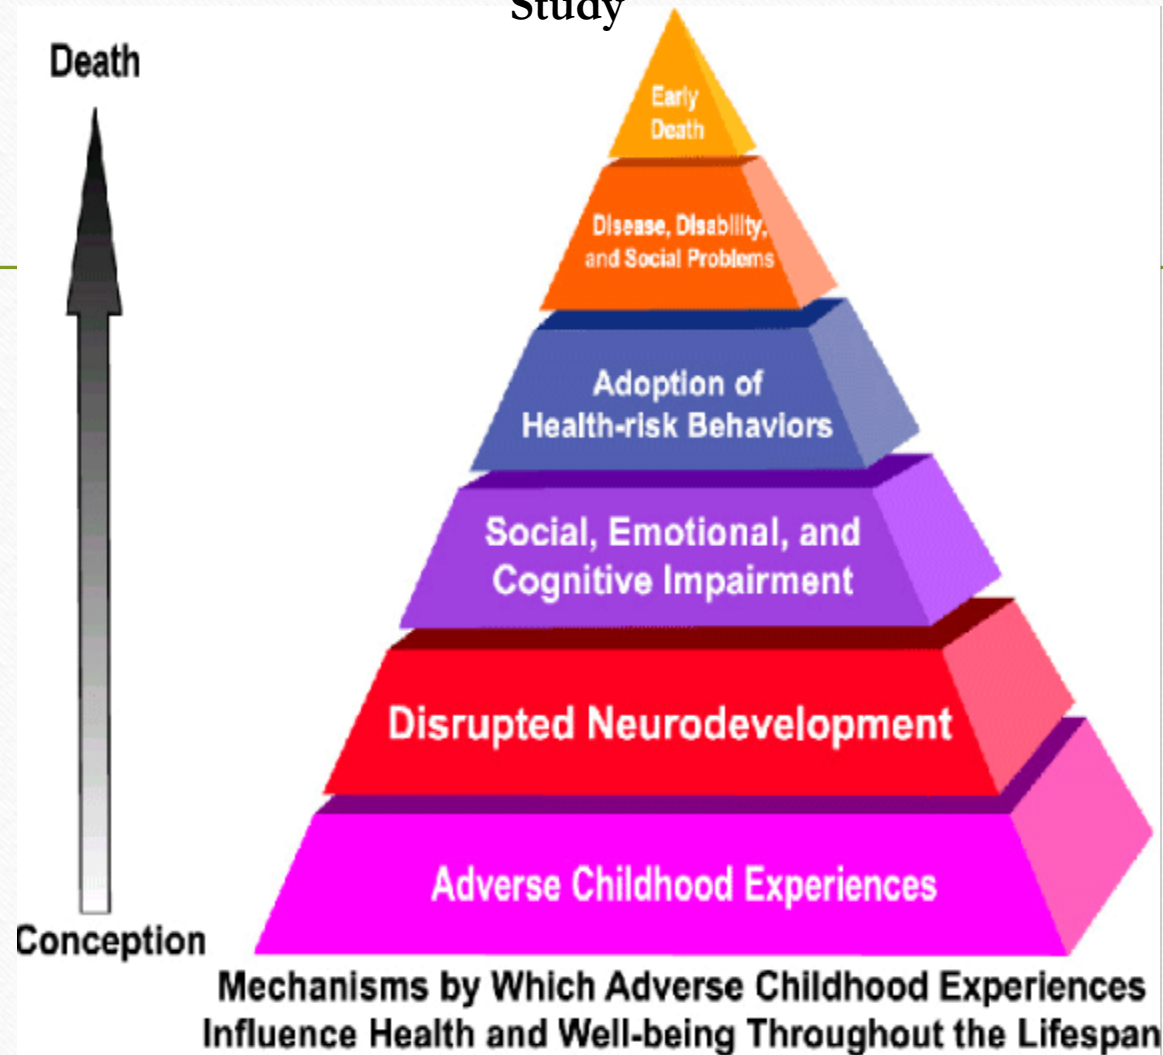 Study
Death
Early
Death
Disease, Disability,
and Social Problems
Adoption of
Health-risk Behaviors
Social, Emotional, and
Cognitive Impairment
Disrupted Neurodevelopment
Adverse Childhood Experiences
Conception
Mechanisms by Which Adverse Childhood Experiences
Influence Health and Well-being Throughout the Lifespan